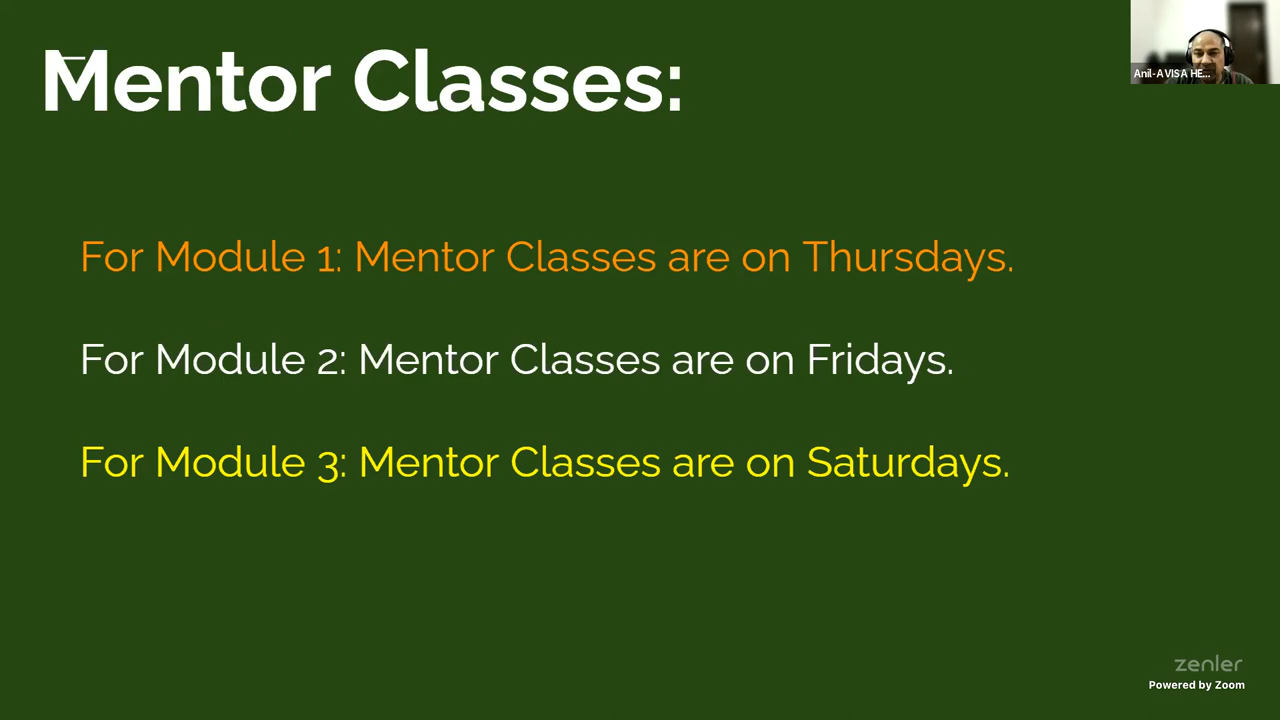 Mentor Classes:
Anil-AVISA HE...
For Module 1: Mentor Classes are on Thursdays.
For Module 2: Mentor Classes are on Fridays.
For Module 3: Mentor Classes are on Saturdays.
zenler
Powered by Zoom